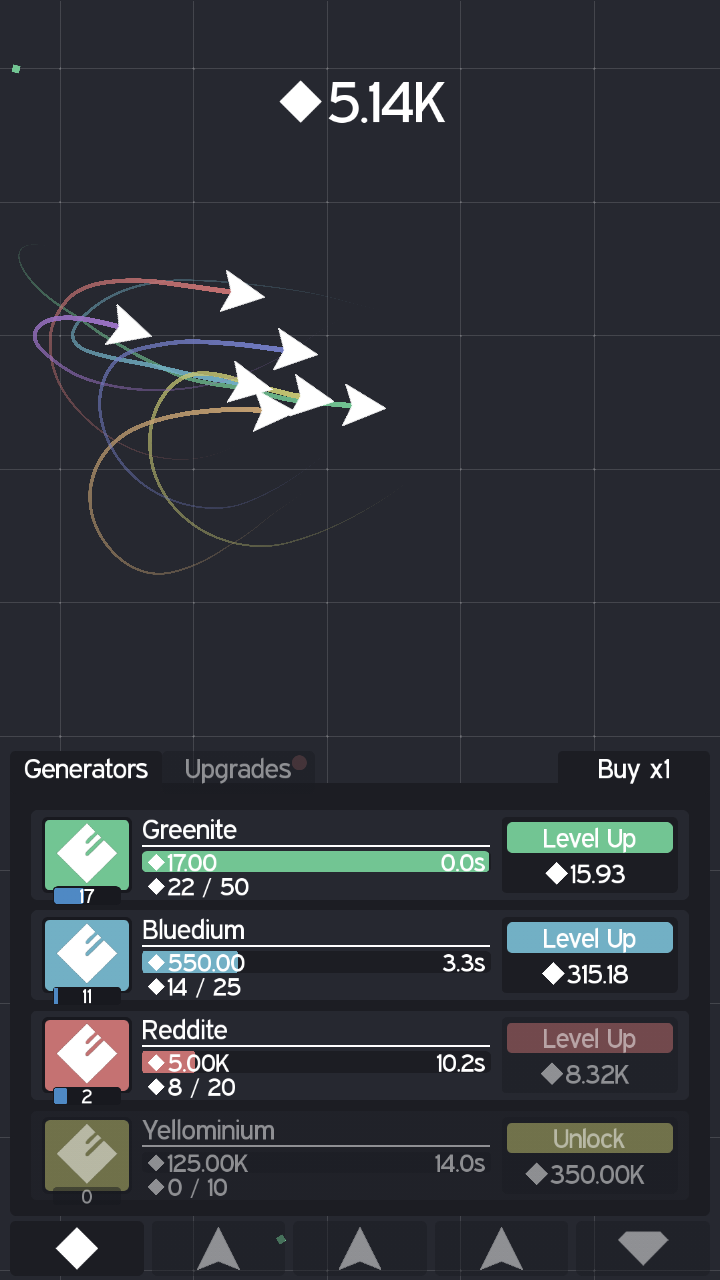 5.14K
Generators Upgrades Buy x1
Greenite
Level Up
17.00 0.0s
15.93
17
22 / 50
Bluedium
Level Up
550.00 3.3s
315.18
11
14 / 25
Reddite
Level Up
5.00K 10.2s
8.32K
2
8 / 20
Yellominium
Unlock
125.00K 14.0s
350.00K
0
0 / 10